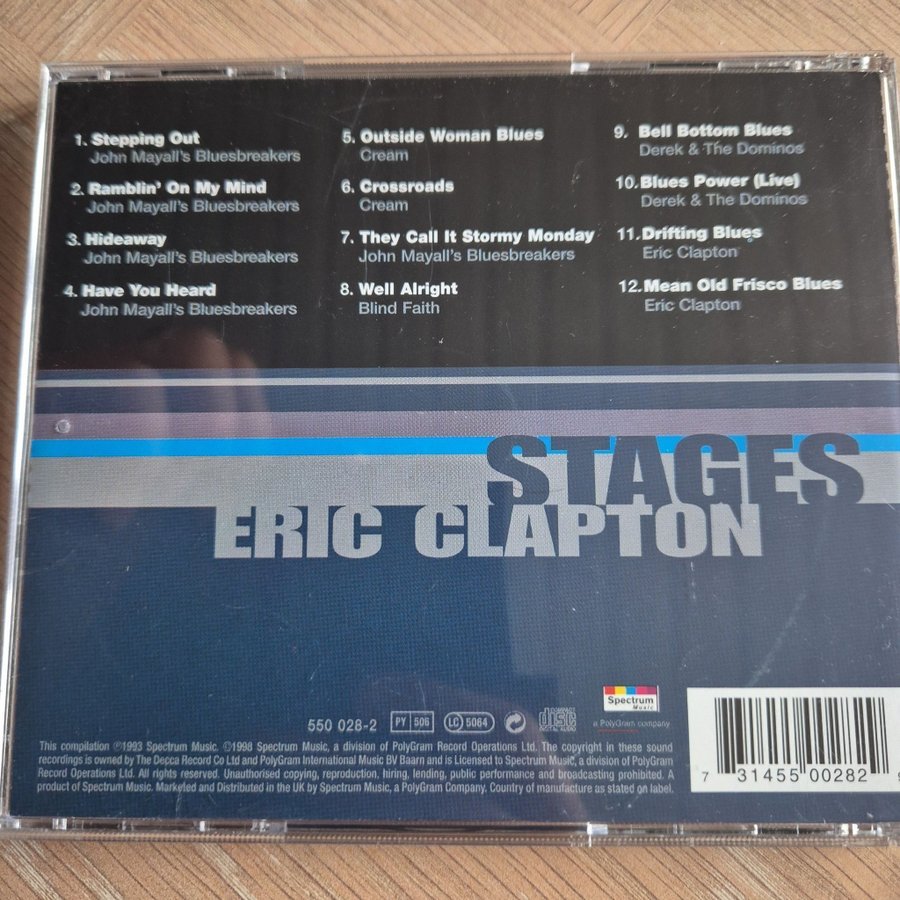 1. Stepping Out
John Mayall's Bluesbreakers
2. Ramblin' On My Mind
John Mayall's Bluesbreakers
3. Hideaway
John Mayall's Bluesbreakers
4. Have You Heard
John Mayall's Bluesbreakers
5. Outside Woman Blues
Cream
6. Crossroads
Cream
7. They Call It Stormy Monday
John Mayall's Bluesbreakers
8. Well Alright
Blind Faith
9. Bell Bottom Blues
Derek & The Dominos
10. Blues Power (Live)
Derek & The Dominos
11. Drifting Blues
Eric Clapton
12. Mean Old Frisco Blues
Eric Clapton
STAGES
ERIC CLAPTON
550 028-2 PY 506 LC 5064 COMPACT disc DIGITAL AUDIO
Spectrum Music
a PolyGram company
This compilation ℗1993 Spectrum Music. ©1998 Spectrum Music, a division of PolyGram Record Operations Ltd. The copyright in these sound
recordings is owned by The Decca Record Co Ltd and PolyGram International Music BV Baarn and is Licensed to Spectrum Music, a division of PolyGram
Record Operations Ltd. All rights reserved. Unauthorised copying, reproduction, hiring, lending, public performance and broadcasting prohibited. A
product of Spectrum Music. Marketed and Distributed in the UK by Spectrum Music, a PolyGram Company. Country of manufacture as stated on label.
7 31455 00282